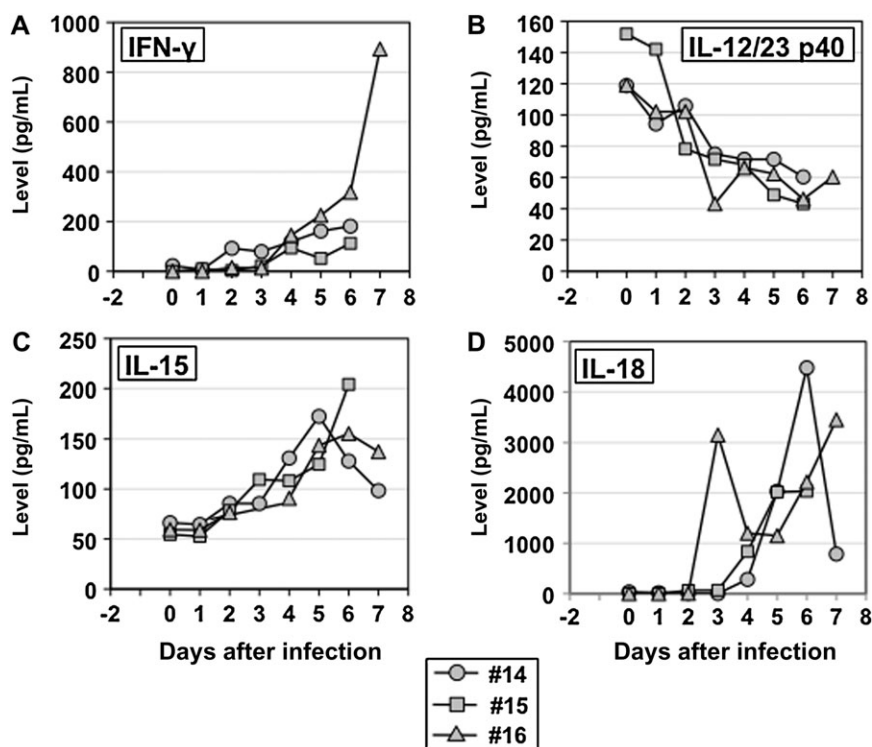 A
IFN-γ
1000
800
600
400
200
0
Level (pg/mL)
-2 0 1 2 3 4 5 6 7 8
B
IL-12/23 p40
160
140
120
100
80
60
40
20
0
Level (pg/mL)
-2 0 1 2 3 4 5 6 7 8
C
IL-15
250
200
150
100
50
0
Level (pg/mL)
-2 0 1 2 3 4 5 6 7 8
Days after infection
D
IL-18
5000
4000
3000
2000
1000
0
Level (pg/mL)
-2 0 1 2 3 4 5 6 7 8
Days after infection
#14
#15
#16